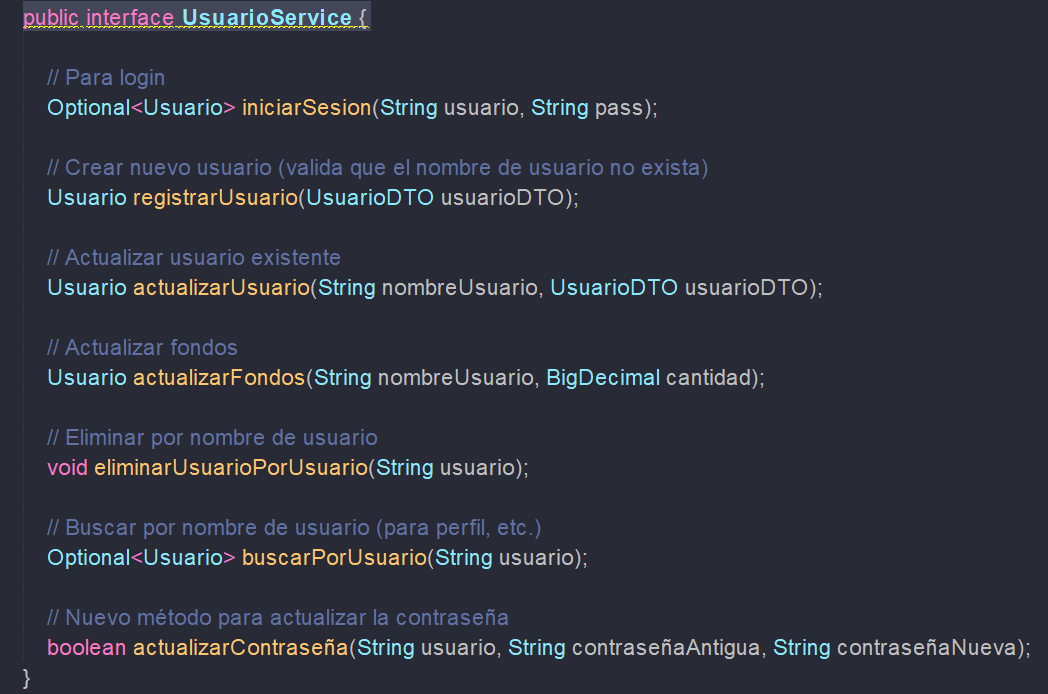 public interface UsuarioService {
// Para login
Optional<Usuario> iniciarSesion(String usuario, String pass);
// Crear nuevo usuario (valida que el nombre de usuario no exista)
Usuario registrarUsuario(UsuarioDTO usuarioDTO);
// Actualizar usuario existente
Usuario actualizarUsuario(String nombreUsuario, UsuarioDTO usuarioDTO);
// Actualizar fondos
Usuario actualizarFondos(String nombreUsuario, BigDecimal cantidad);
// Eliminar por nombre de usuario
void eliminarUsuarioPorUsuario(String usuario);
// Buscar por nombre de usuario (para perfil, etc.)
Optional<Usuario> buscarPorUsuario(String usuario);
// Nuevo método para actualizar la contraseña
boolean actualizarContraseña(String usuario, String contraseñaAntigua, String contraseñaNueva);
}